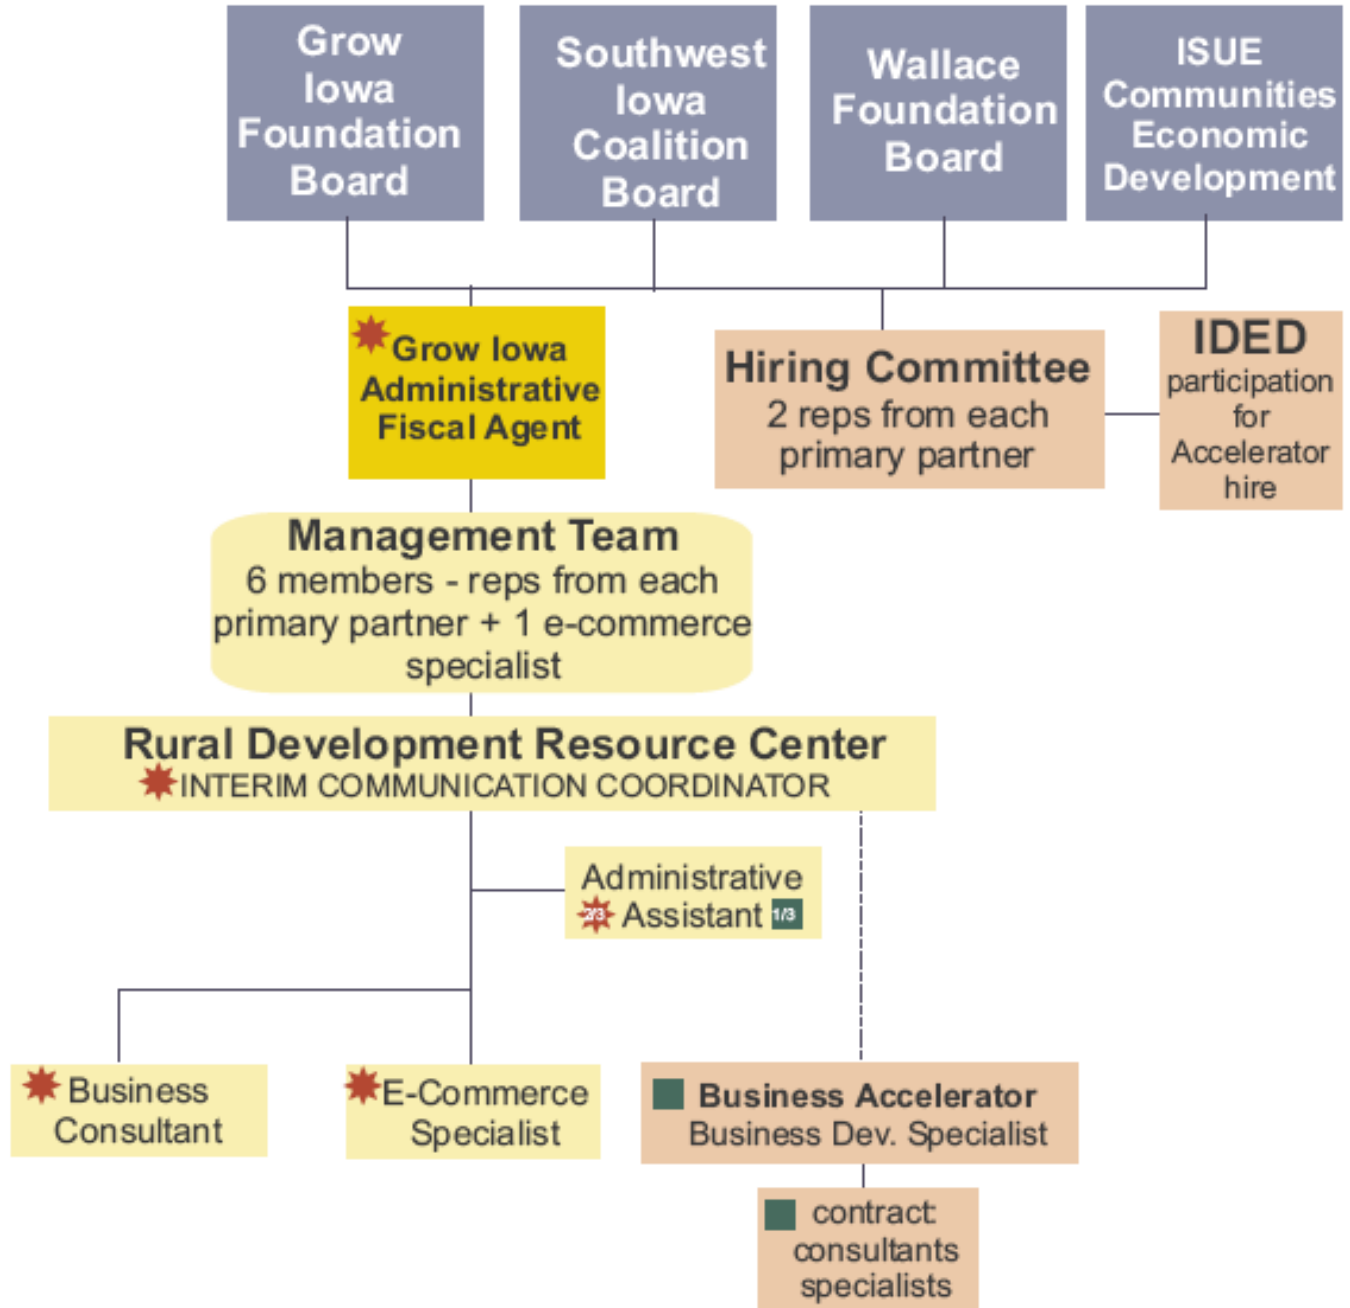 Grow
Iowa
Foundation
Board
Southwest
Iowa
Coalition
Board
Wallace
Foundation
Board
ISUE
Communities
Economic
Development
Grow Iowa
Administrative
Fiscal Agent
Hiring Committee
2 reps from each
primary partner
IDED
participation
for
Accelerator
hire
Management Team
6 members - reps from each
primary partner + 1 e-commerce
specialist
Rural Development Resource Center
INTERIM COMMUNICATION COORDINATOR
Administrative
2/3 Assistant 1/3
Business
Consultant
E-Commerce
Specialist
Business Accelerator
Business Dev. Specialist
contract:
consultants
specialists